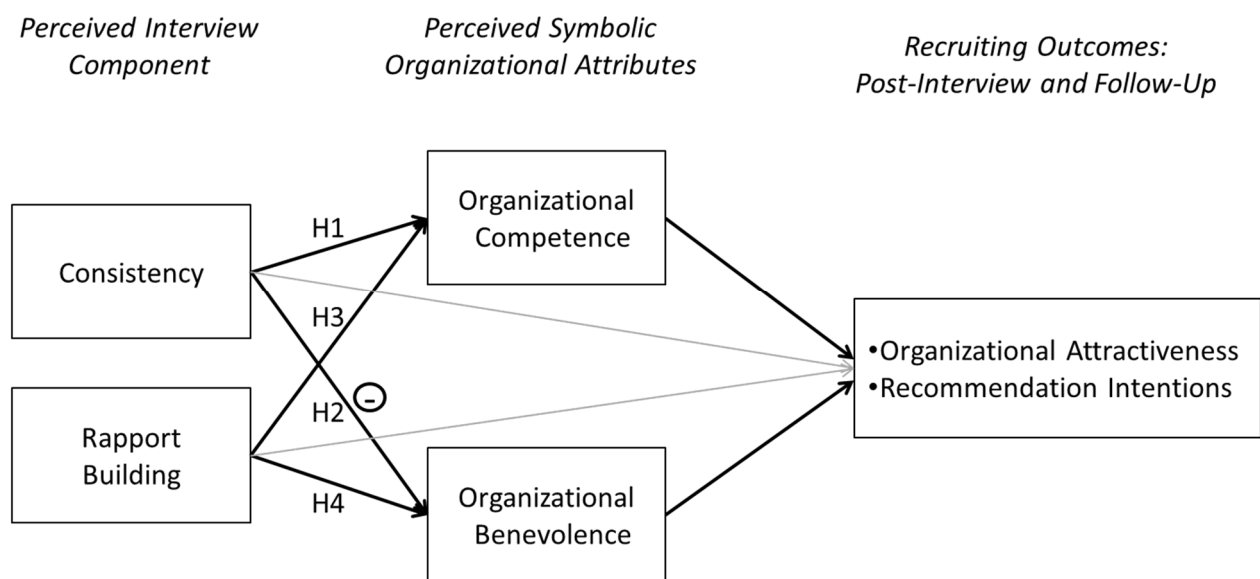 Perceived Interview
Component
Perceived Symbolic
Organizational Attributes
Recruiting Outcomes:
Post-Interview and Follow-Up
Consistency
Rapport
Building
H1
H3
H2
-
H4
Organizational
Competence
Organizational
Benevolence
•Organizational Attractiveness
•Recommendation Intentions